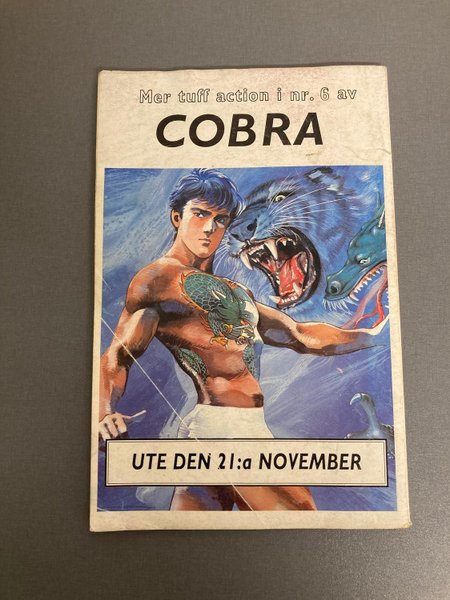 Mer tuff action i nr. 6 av
COBRA
UTE DEN 21:a NOVEMBER